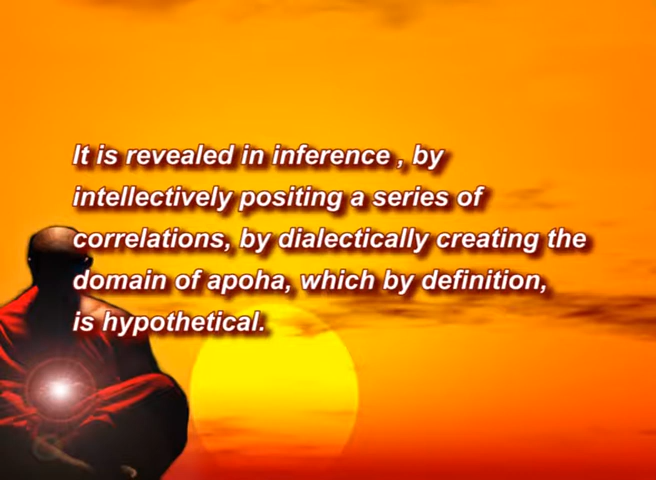 It is revealed in inference , by
intellectively positing a series of
correlations, by dialectically creating the
domain of apoha, which by definition,
is hypothetical.